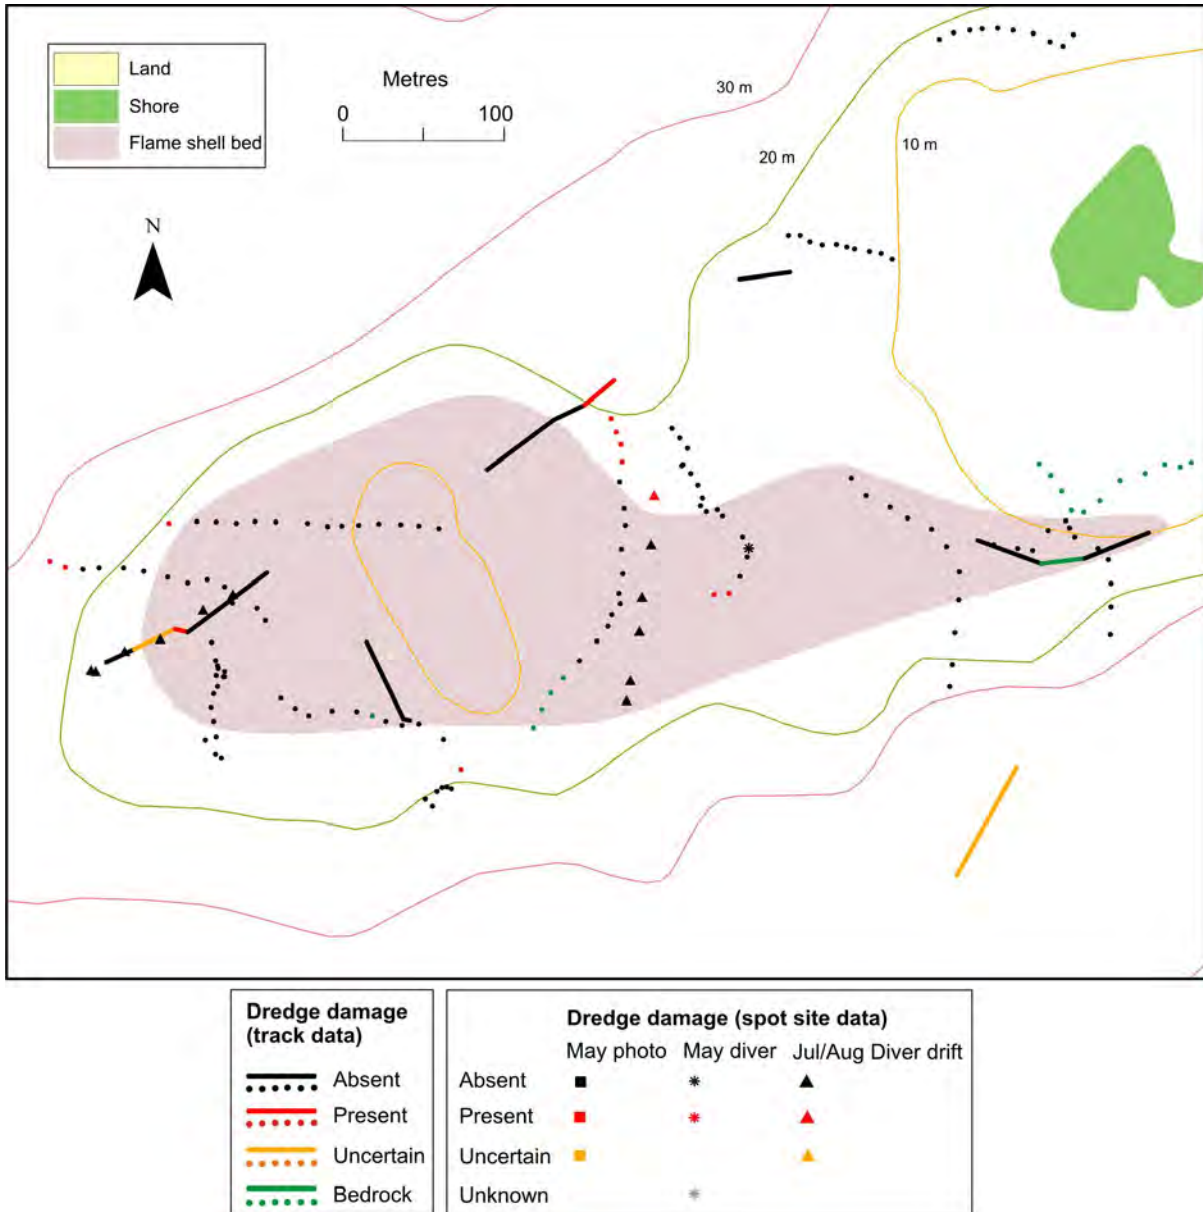 Land
Shore
Flame shell bed
Metres
0 100
N
30 m
20 m
10 m
Dredge damage
(track data)
Absent
Present
Uncertain
Bedrock
Dredge damage (spot site data)
May photo May diver Jul/Aug Diver drift
Absent
Present
Uncertain
Unknown